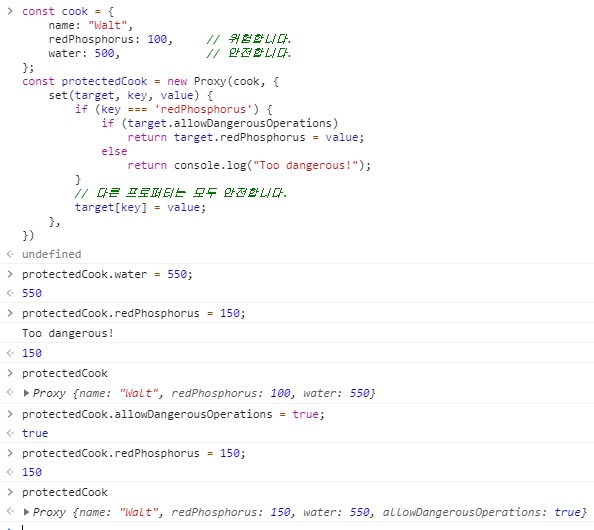 const cook = {
    name: "Walt",
    redPhosphorus: 100,     // 위험합니다.
    water: 500,             // 안전합니다.
};
const protectedCook = new Proxy(cook, {
    set(target, key, value) {
        if (key === 'redPhosphorus') {
            if (target.allowDangerousOperations)
                return target.redPhosphorus = value;
            else
                return console.log("Too dangerous!");
        }
        // 다른 프로퍼티는 모두 안전합니다.
        target[key] = value;
    },
})
undefined
protectedCook.water = 550;
550
protectedCook.redPhosphorus = 150;
Too dangerous!
150
protectedCook
Proxy {name: "Walt", redPhosphorus: 100, water: 550}
protectedCook.allowDangerousOperations = true;
true
protectedCook.redPhosphorus = 150;
150
protectedCook
Proxy {name: "Walt", redPhosphorus: 150, water: 550, allowDangerousOperations: true}